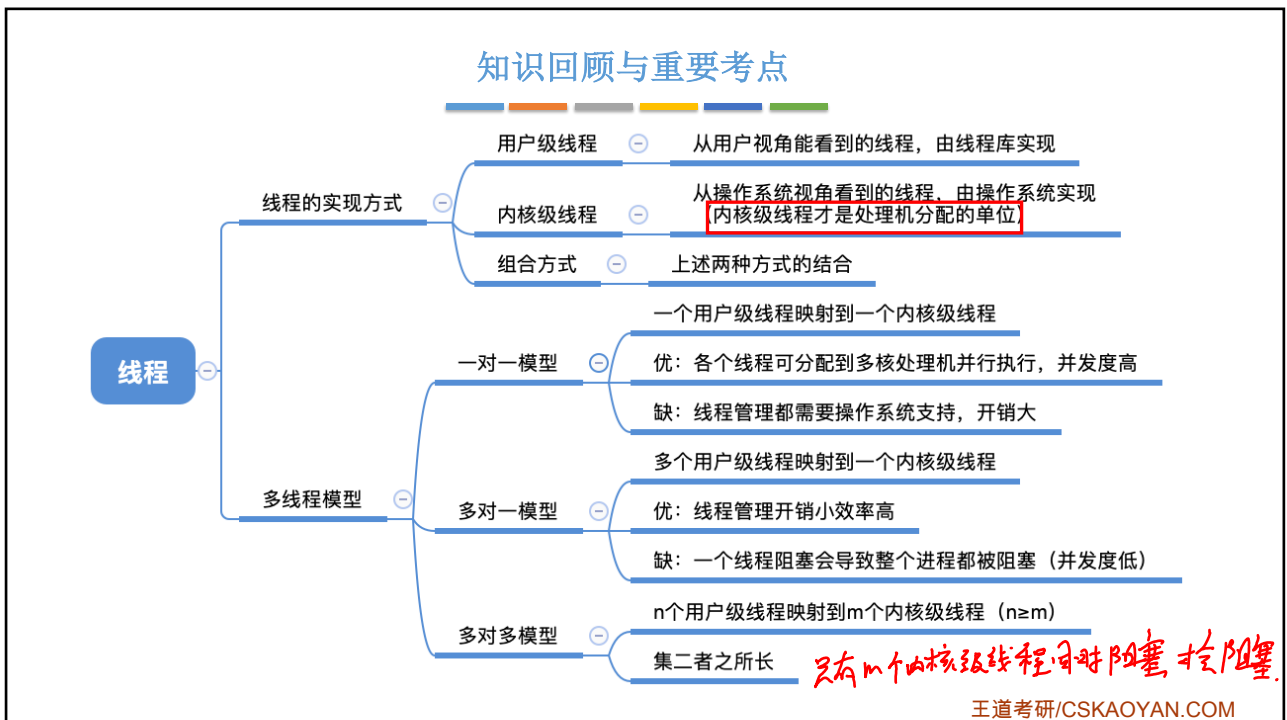 知识回顾与重要考点
用户级线程
从用户视角能看到的线程，由线程库实现
线程的实现方式
内核级线程
从操作系统视角看到的线程，由操作系统实现
（内核级线程才是处理机分配的单位）
组合方式
上述两种方式的结合
线程
一个用户级线程映射到一个内核级线程
一对一模型
优：各个线程可分配到多核处理机并行执行，并发度高
缺：线程管理都需要操作系统支持，开销大
多线程模型
多个用户级线程映射到一个内核级线程
多对一模型
优：线程管理开销小效率高
缺：一个线程阻塞会导致整个进程都被阻塞（并发度低）
多对多模型
n个用户级线程映射到m个内核级线程（n≥m）
集二者之所长
只有m个内核级线程同时阻塞，才会阻塞.
王道考研/CSKAOYAN.COM